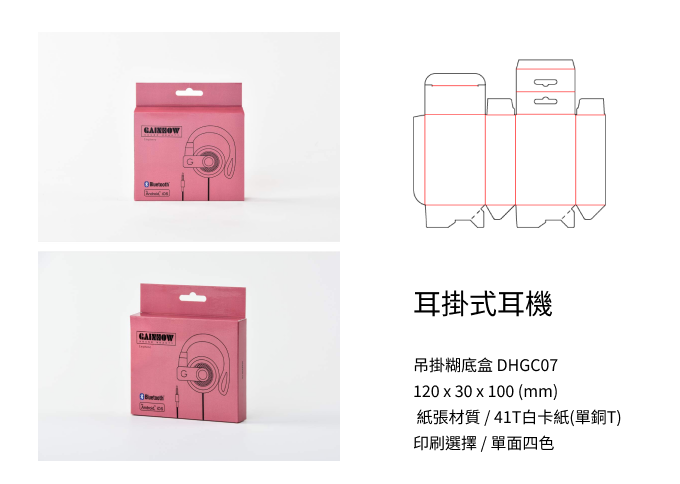 GAINBOW
Bluetooth
Android iOS
GAINBOW
Bluetooth
Android iOS
耳掛式耳機
吊掛糊底盒 DHGC07
120 x 30 x 100 (mm)
紙張材質 / 41T白卡紙(單銅T)
印刷選擇 / 單面四色